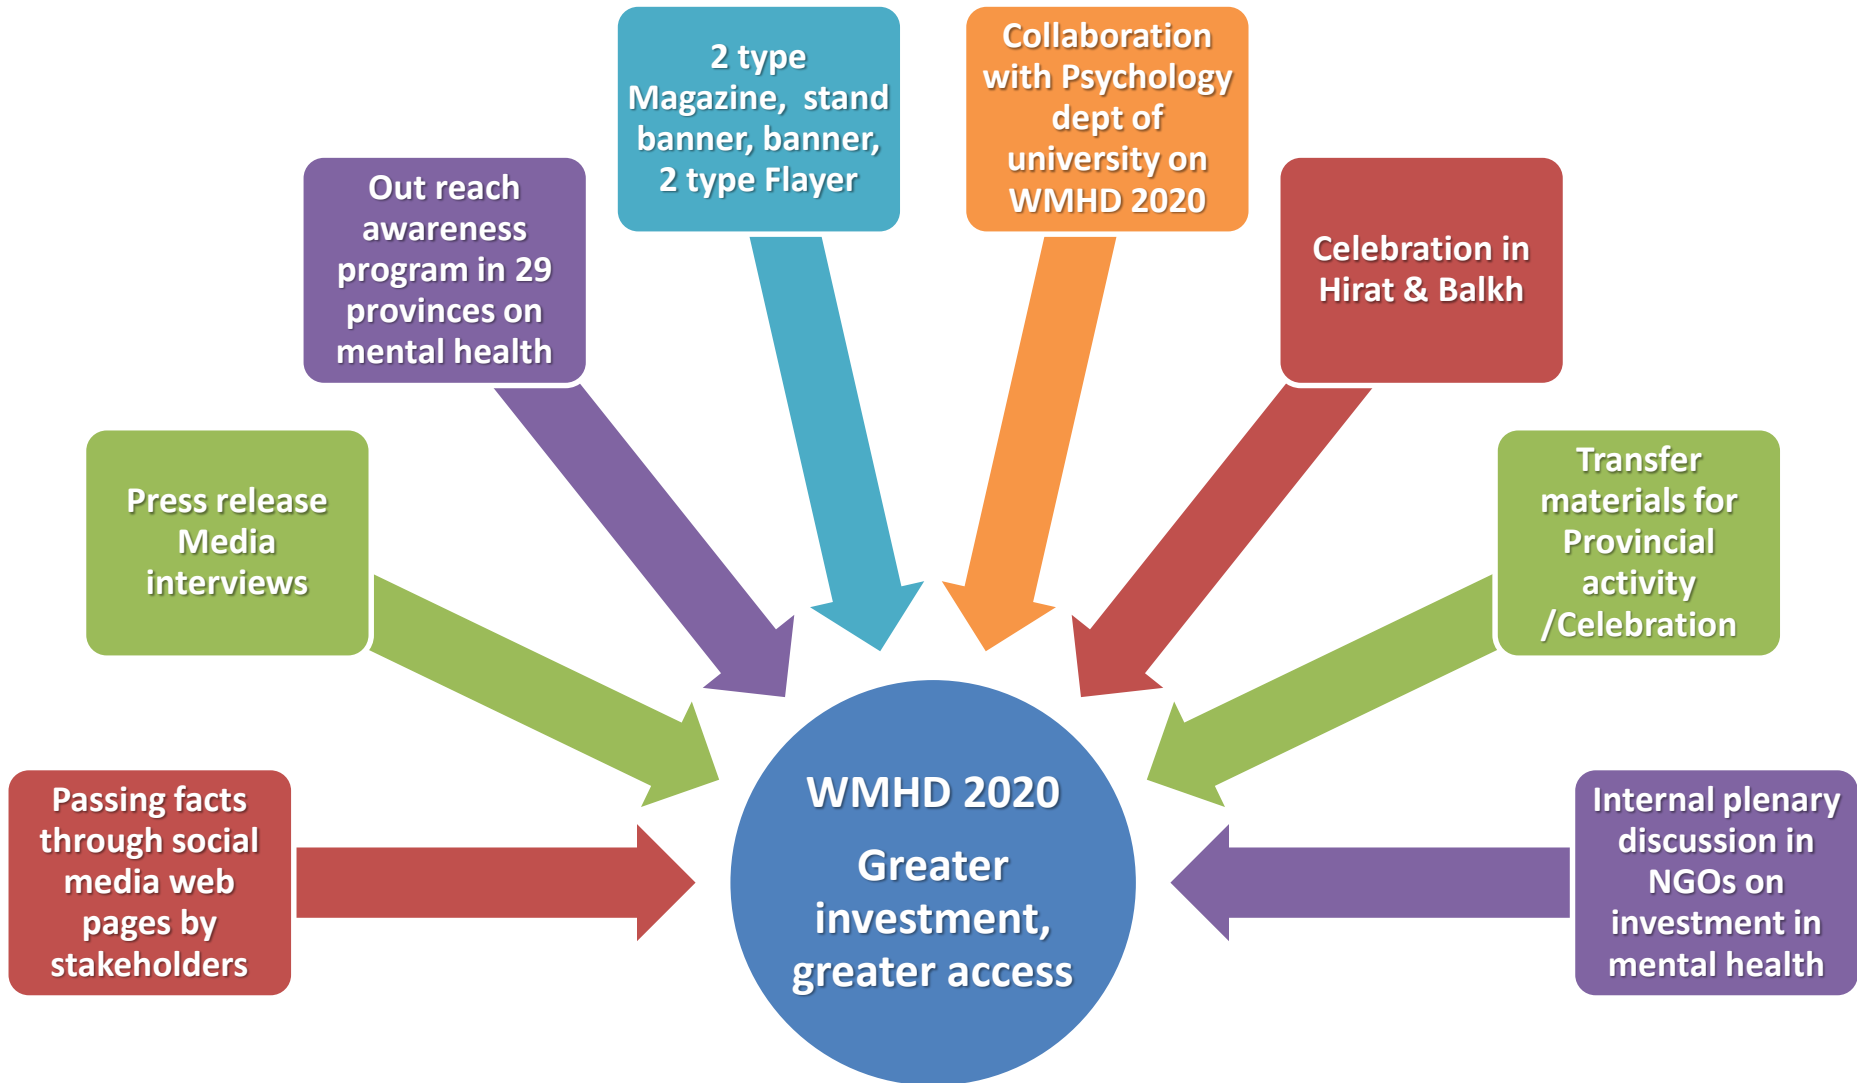 Passing facts
through social
media web
pages by
stakeholders
Press release
Media
interviews
Out reach
awareness
program in 29
provinces on
mental health
2 type
Magazine,  stand
banner, banner,
2 type Flayer
Collaboration
with Psychology
dept of
university on
WMHD 2020
Celebration in
Hirat & Balkh
Transfer
materials for
Provincial
activity
/Celebration
Internal plenary
discussion in
NGOs on
investment in
mental health
WMHD 2020
Greater
investment,
greater access